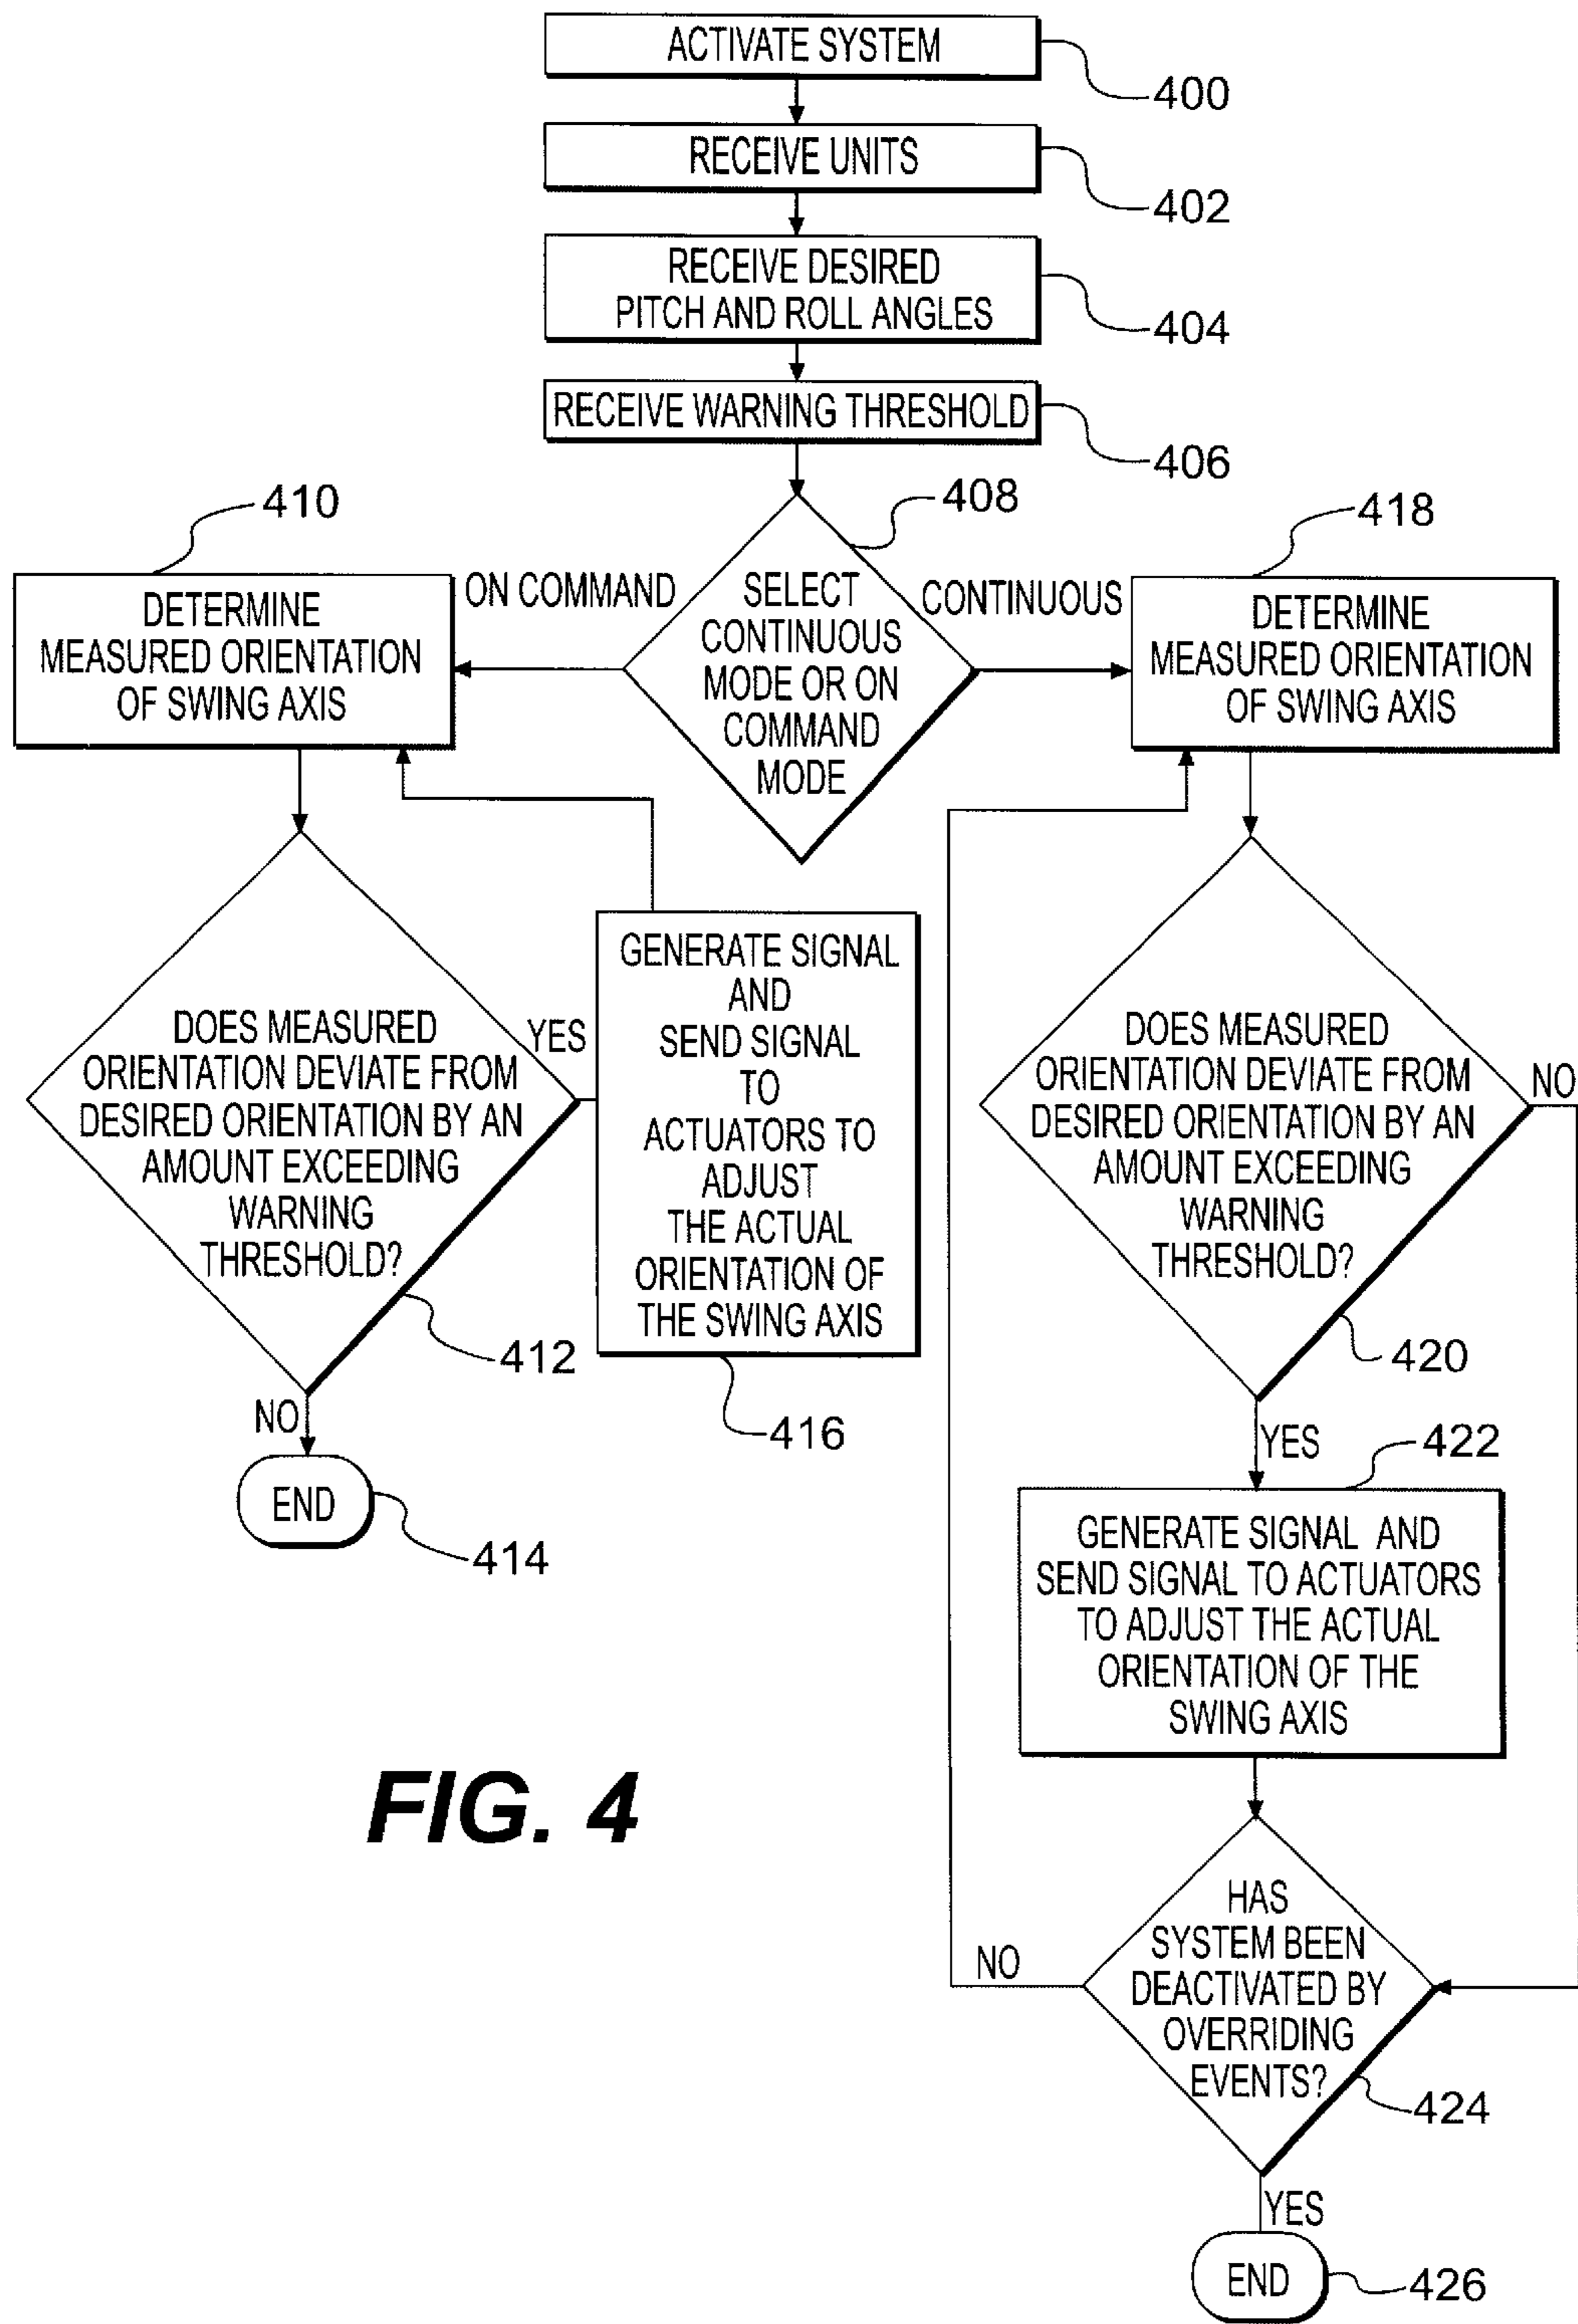 ACTIVATE SYSTEM
400
RECEIVE UNITS
402
RECEIVE DESIRED
PITCH AND ROLL ANGLES
404
RECEIVE WARNING THRESHOLD
406
408
SELECT
CONTINUOUS
MODE OR ON
COMMAND
MODE
ON COMMAND
CONTINUOUS
410
DETERMINE
MEASURED ORIENTATION
OF SWING AXIS
DOES MEASURED
ORIENTATION DEVIATE FROM
DESIRED ORIENTATION BY AN
AMOUNT EXCEEDING
WARNING
THRESHOLD?
412
YES
NO
END
414
GENERATE SIGNAL
AND
SEND SIGNAL
TO
ACTUATORS TO
ADJUST
THE ACTUAL
ORIENTATION OF
THE SWING AXIS
416
418
DETERMINE
MEASURED ORIENTATION
OF SWING AXIS
DOES MEASURED
ORIENTATION DEVIATE FROM
DESIRED ORIENTATION BY AN
AMOUNT EXCEEDING
WARNING
THRESHOLD?
420
NO
YES
422
GENERATE SIGNAL AND
SEND SIGNAL TO ACTUATORS
TO ADJUST THE ACTUAL
ORIENTATION OF THE
SWING AXIS
HAS
SYSTEM BEEN
DEACTIVATED BY
OVERRIDING
EVENTS?
424
NO
YES
END
426
FIG. 4